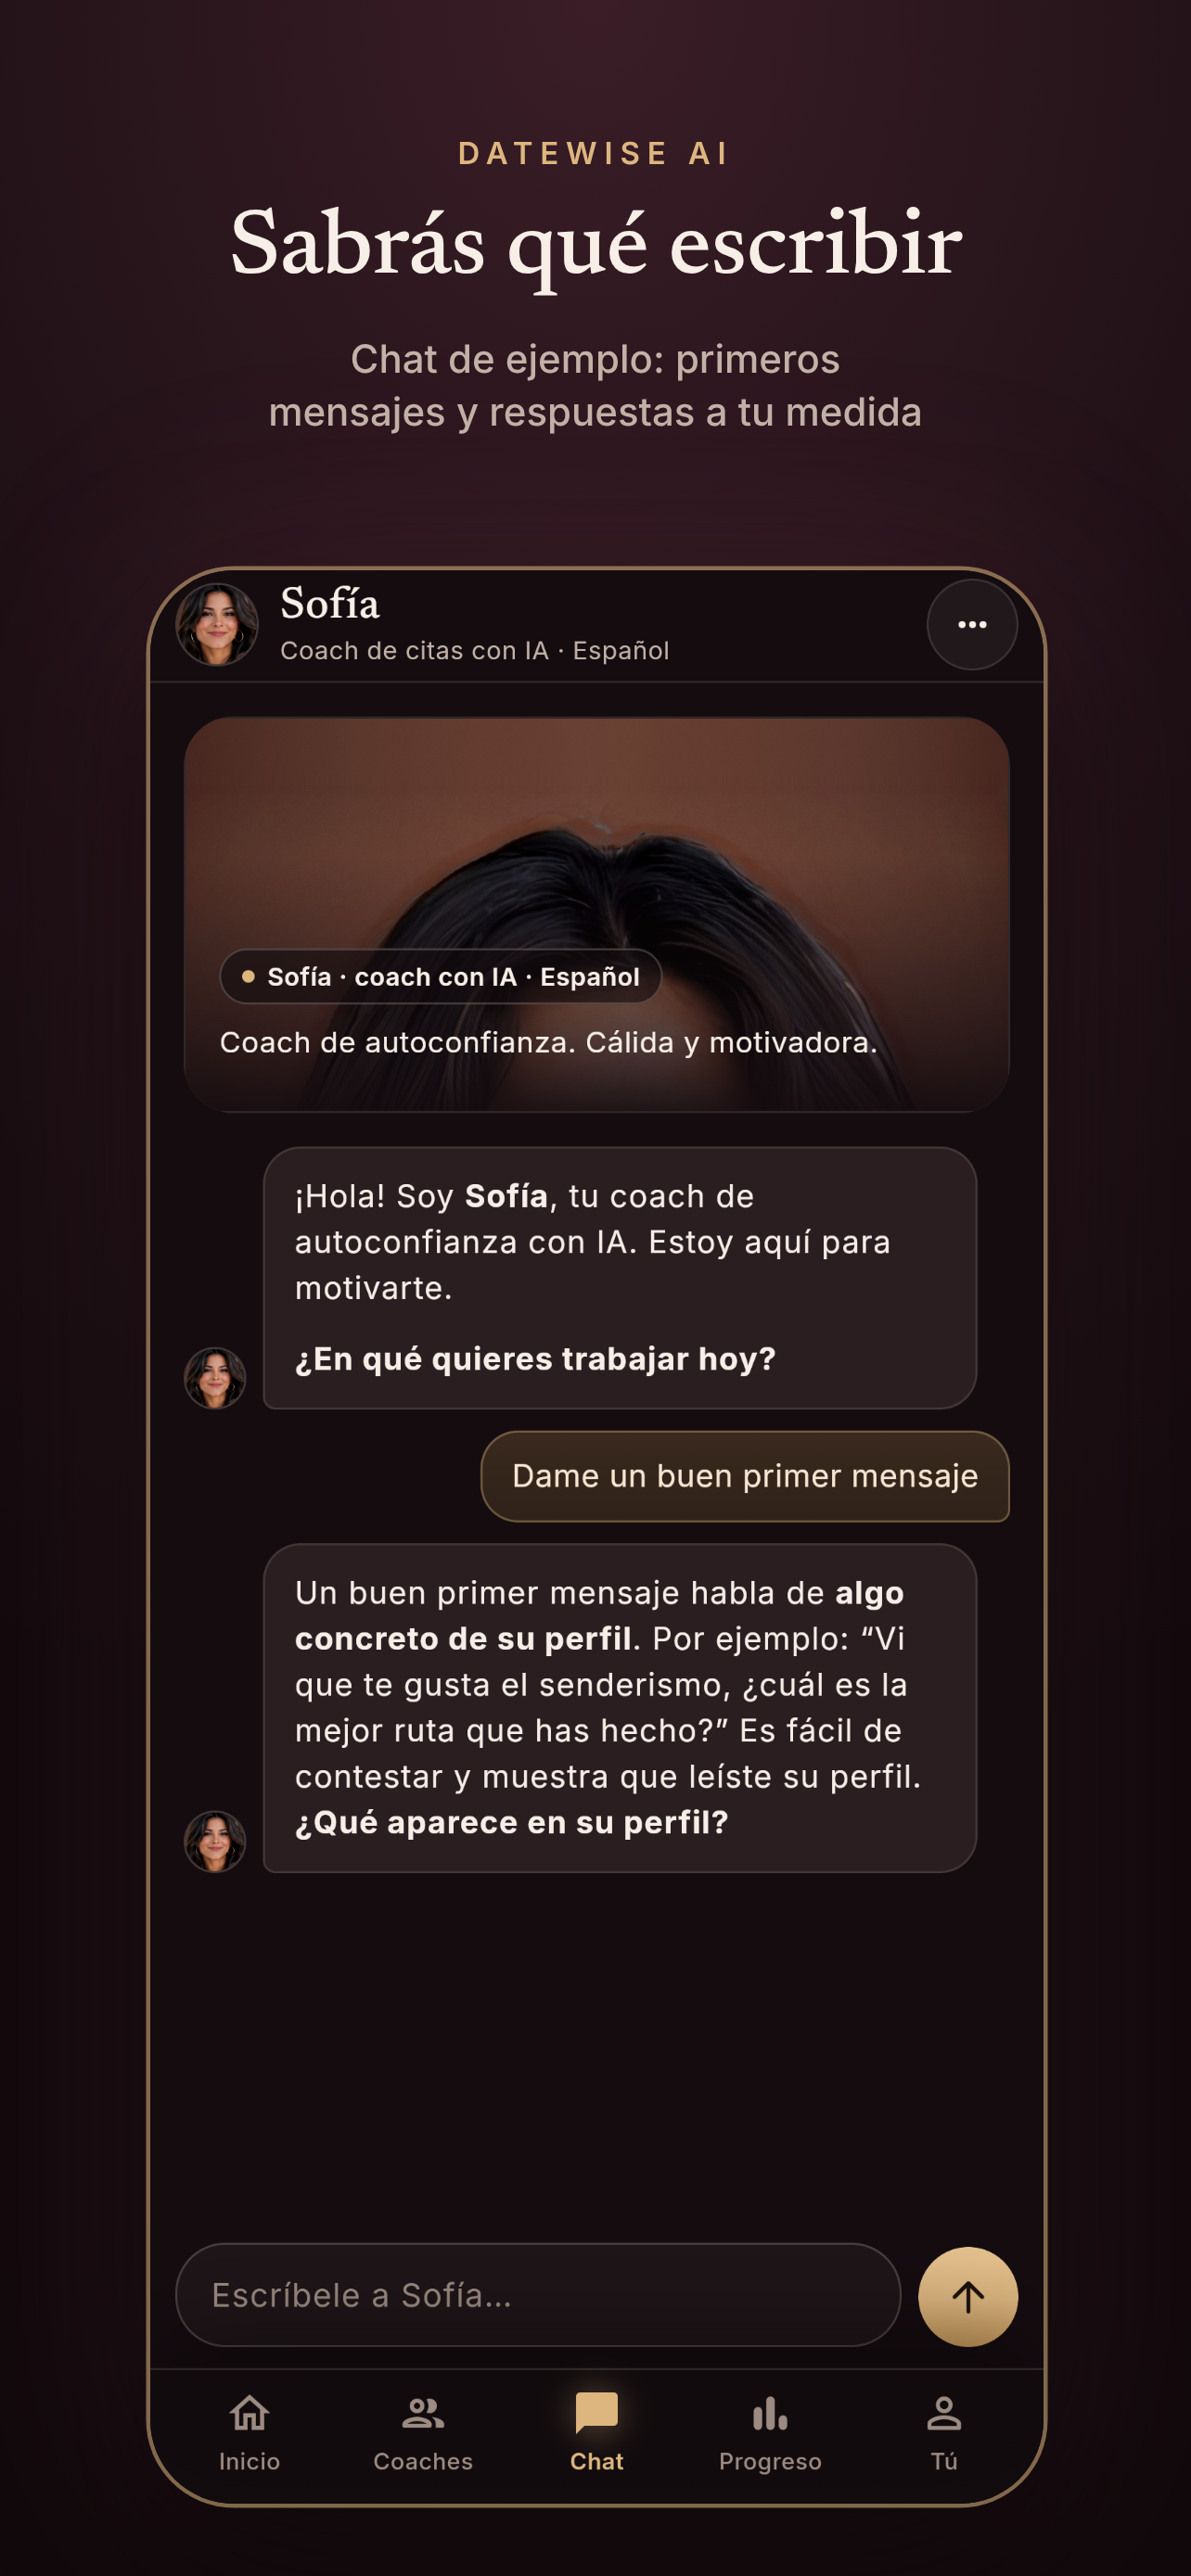 DATEWISE AI
Sabrás qué escribir
Chat de ejemplo: primeros
mensajes y respuestas a tu medida
Sofía
Coach de citas con IA · Español
Sofía · coach con IA · Español
Coach de autoconfianza. Cálida y motivadora.
¡Hola! Soy Sofía, tu coach de
autoconfianza con IA. Estoy aquí para
motivarte.
¿En qué quieres trabajar hoy?
Dame un buen primer mensaje
Un buen primer mensaje habla de algo
concreto de su perfil. Por ejemplo: “Vi
que te gusta el senderismo, ¿cuál es la
mejor ruta que has hecho?” Es fácil de
contestar y muestra que leíste su perfil.
¿Qué aparece en su perfil?
Escríbele a Sofía...
Inicio
Coaches
Chat
Progreso
Tú